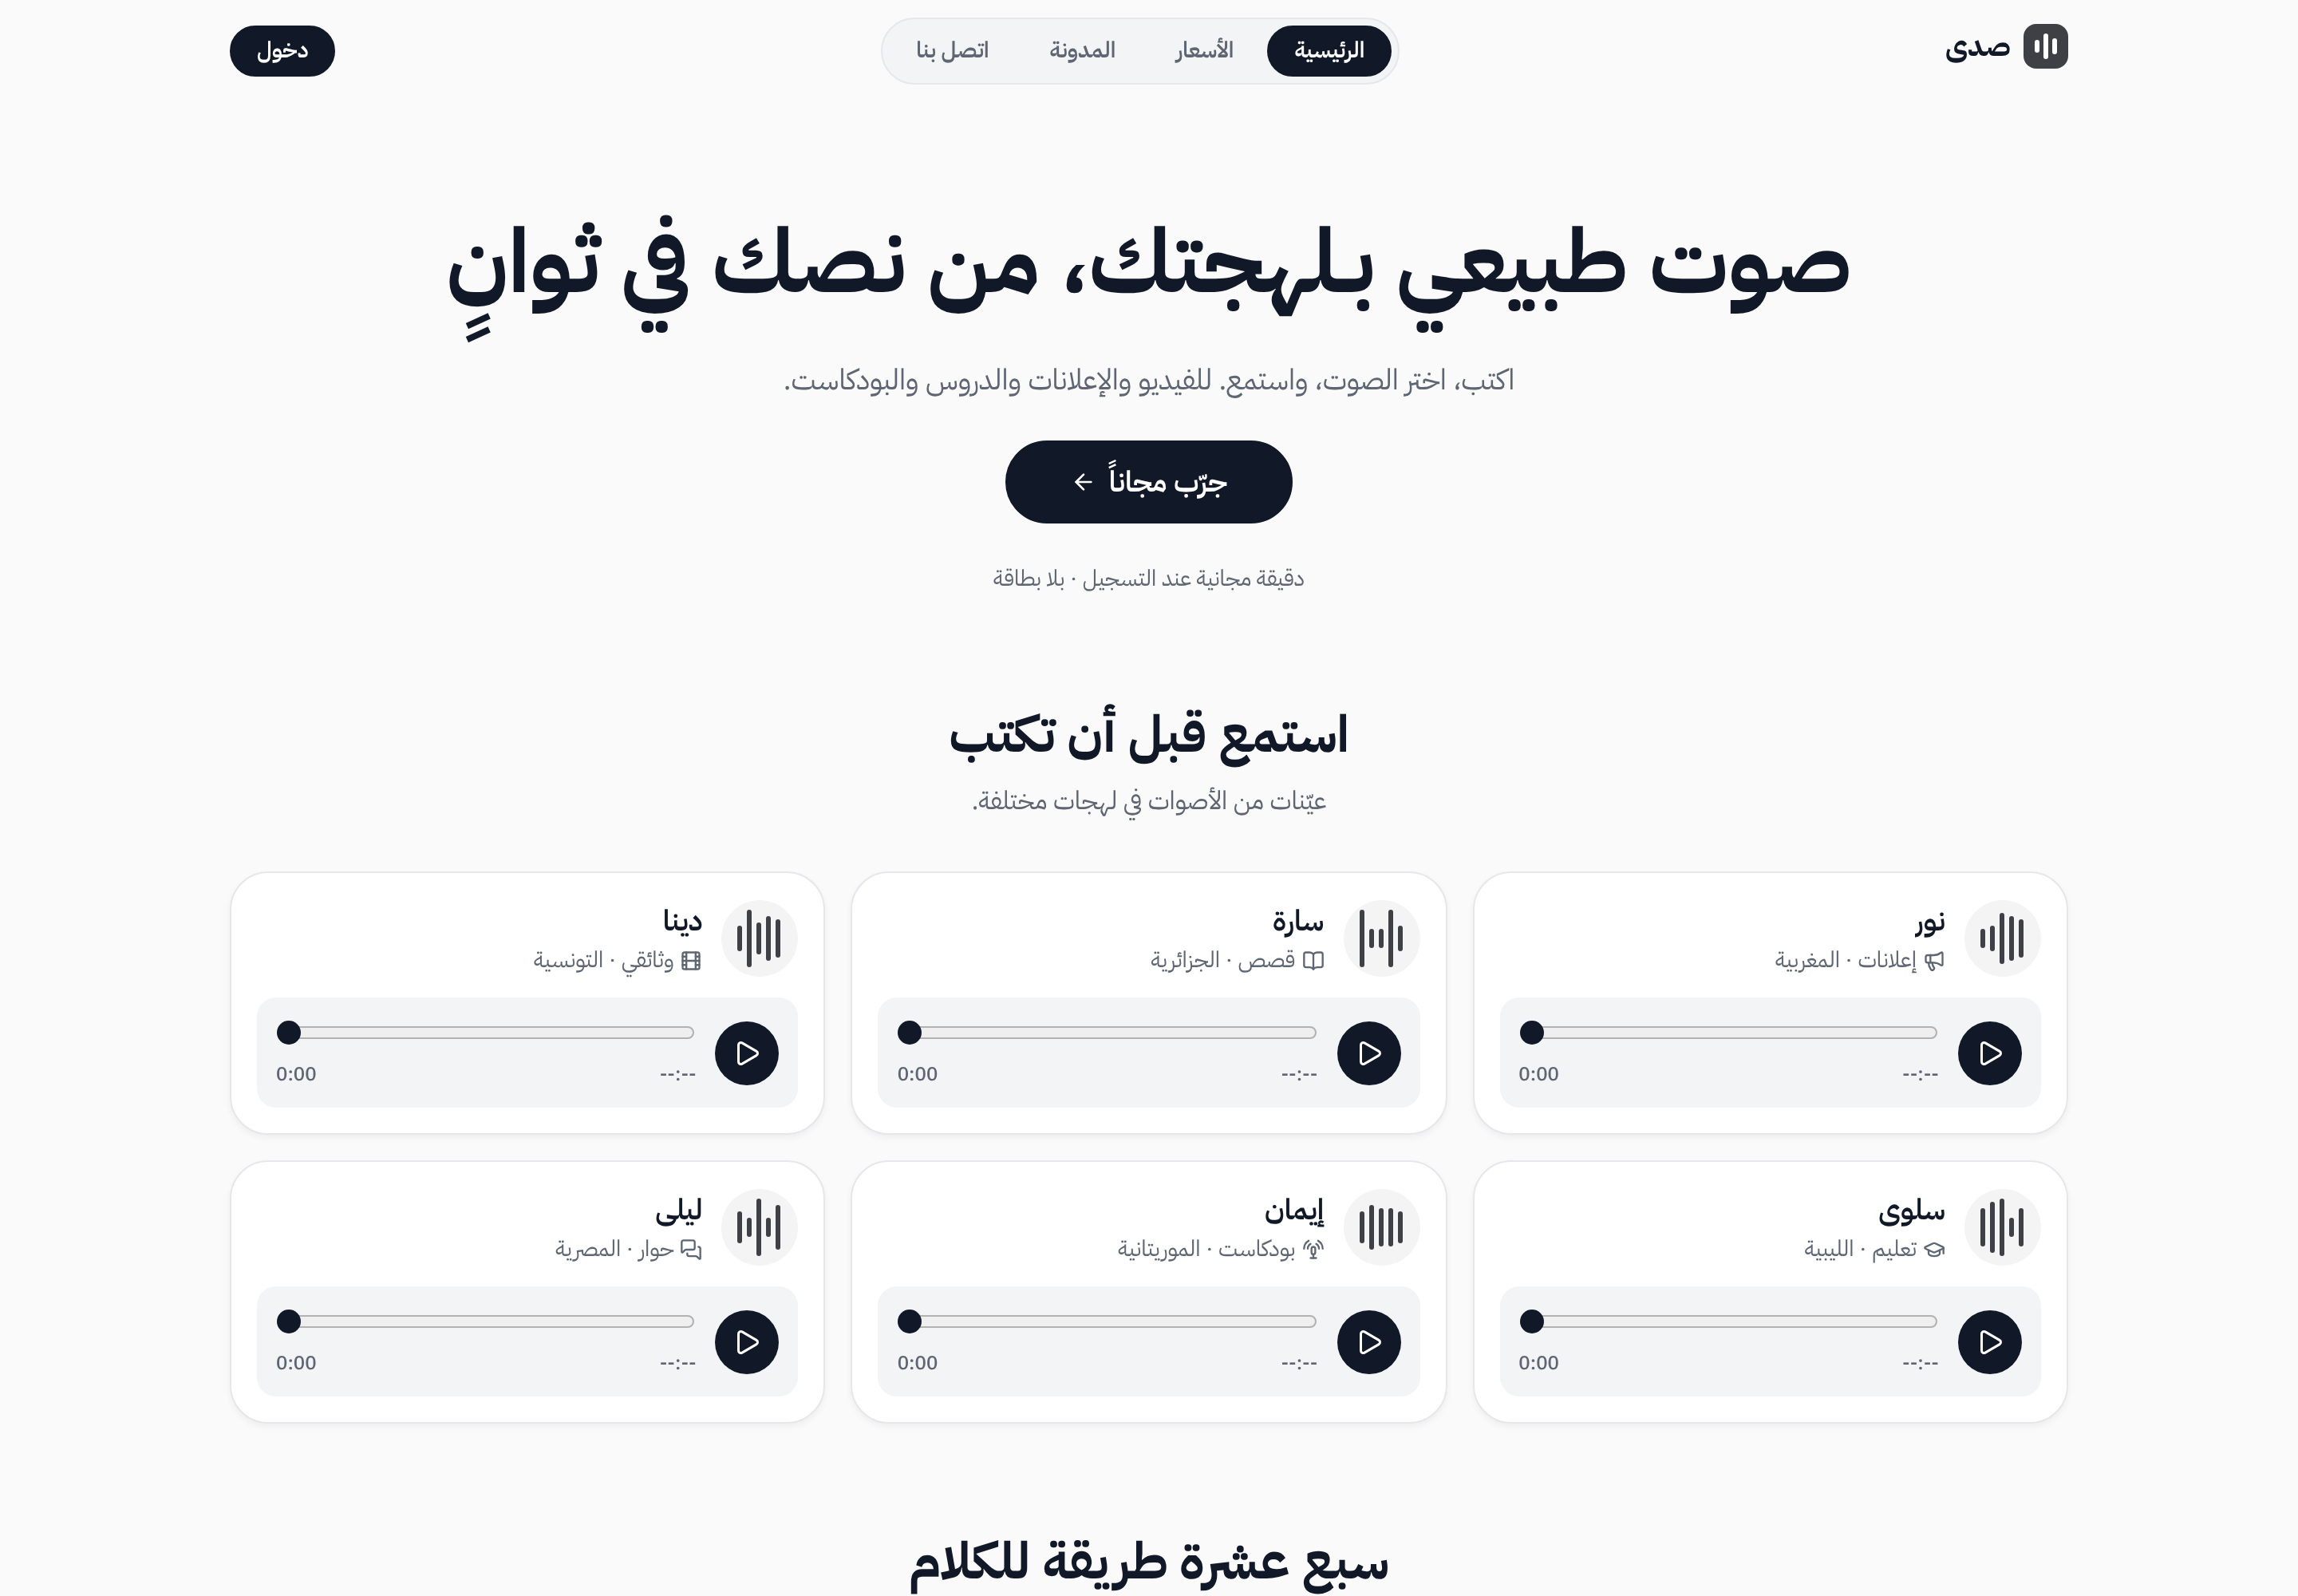 صدى
الرئيسية
الأسعار
المدونة
اتصل بنا
دخول
صوت طبيعي بلهجتك، من نصك في ثوانٍ
اكتب، اختر الصوت، واستمع. للفيديو والإعلانات والدروس والبودكاست.
جرّب مجاناً ←
دقيقة مجانية عند التسجيل · بلا بطاقة
استمع قبل أن تكتب
عيّنات من الأصوات في لهجات مختلفة.
نور
إعلانات · المغربية
0:00
--:--
سارة
قصص · الجزائرية
0:00
--:--
دينا
وثائقي · التونسية
0:00
--:--
سلوى
تعليم · الليبية
0:00
--:--
إيمان
بودكاست · الموريتانية
0:00
--:--
ليلى
حوار · المصرية
0:00
--:--
سبع عشرة طريقة للكلام